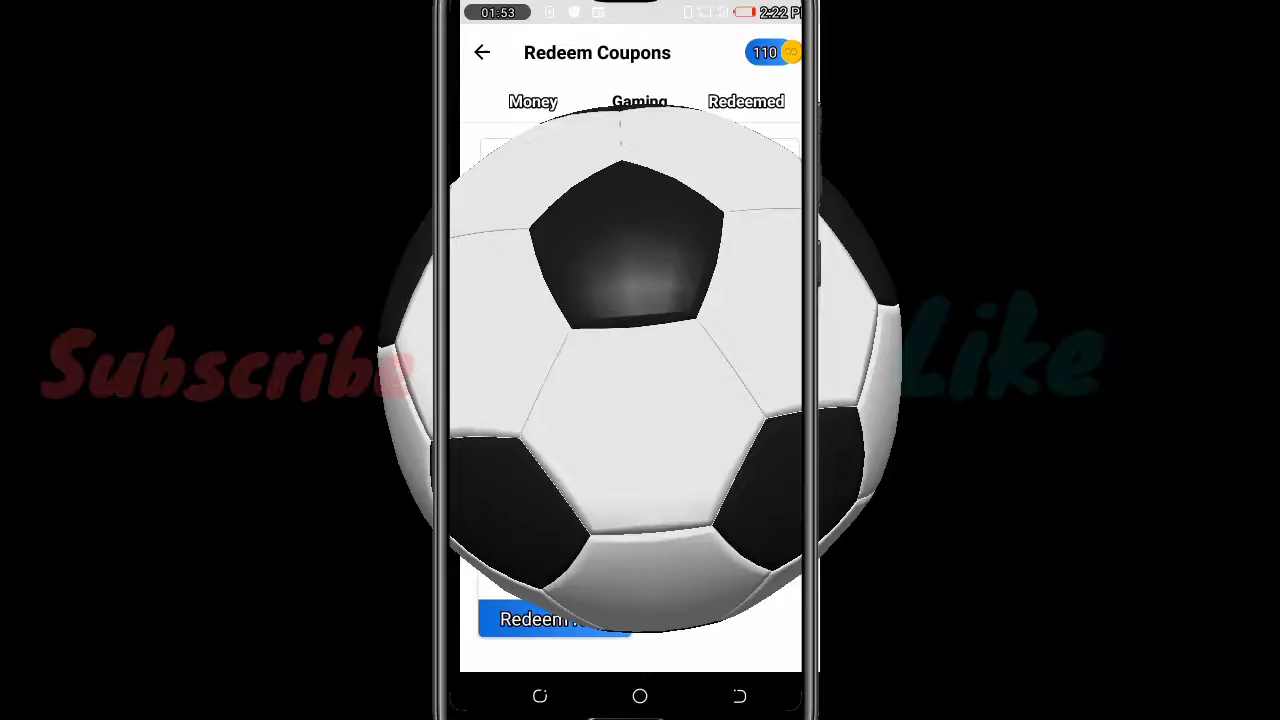 01:53
2:22 P
Redeem Coupons
110
Money
Gaming
Redeemed
Subscribe
Like
Redeem